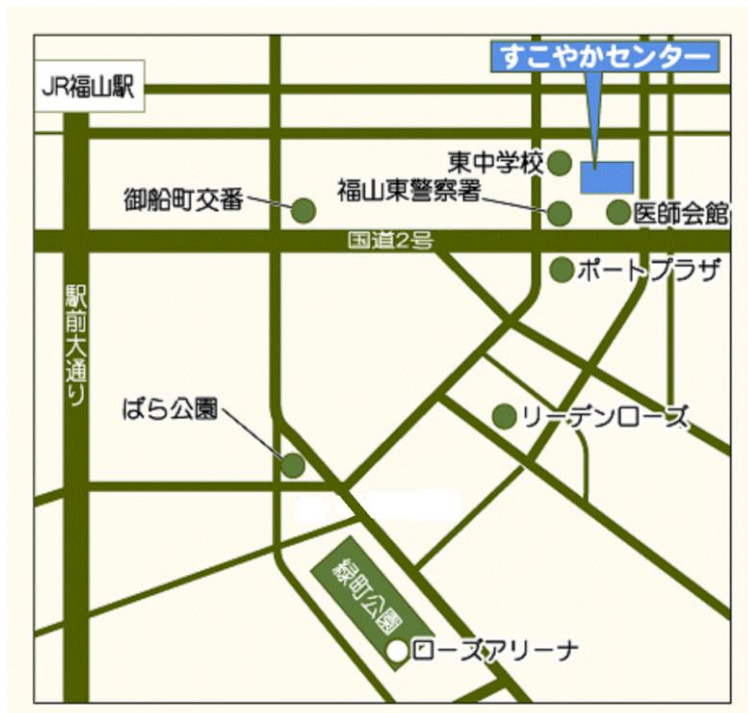 すこやかセンター
JR福山駅
東中学校
御船町交番
福山東警察署
医師会館
国道2号
ポートプラザ
駅前大通り
ばら公園
リーデンローズ
緑町公園
ローズアリーナ